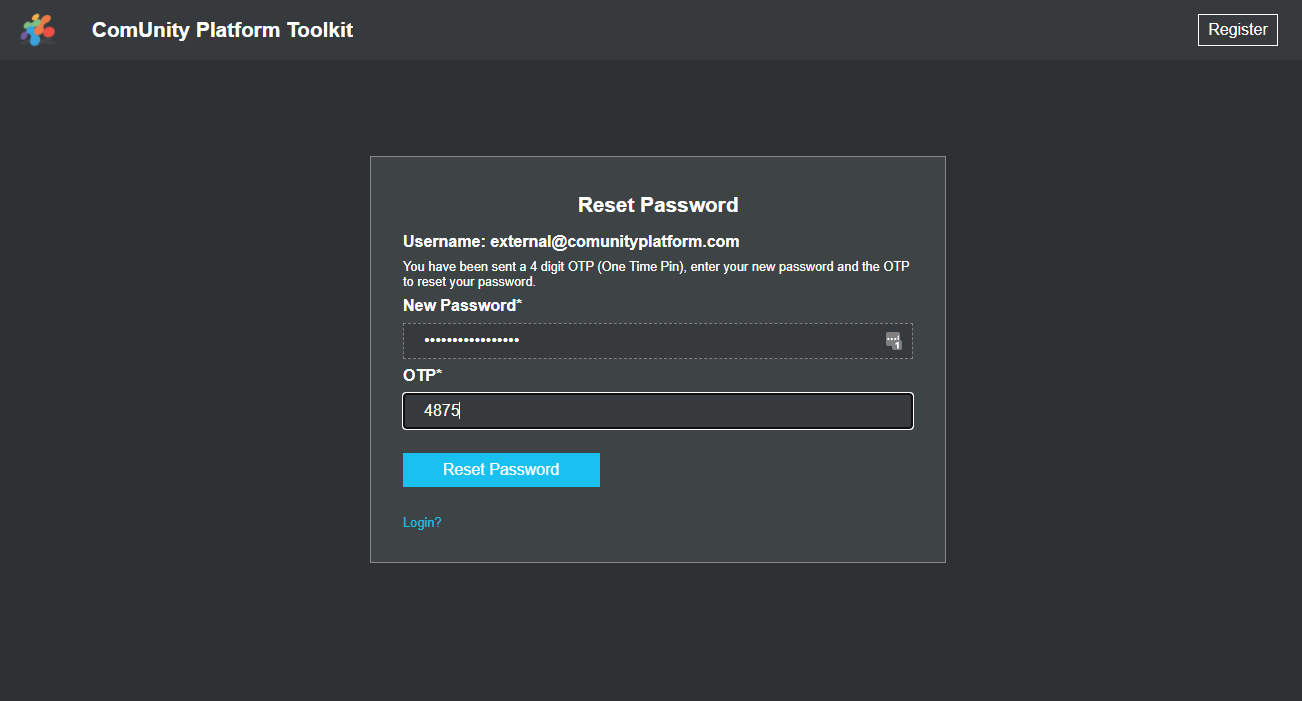 ComUnity Platform Toolkit
Register
Reset Password
Username: external@comunityplatform.com
You have been sent a 4 digit OTP (One Time Pin), enter your new password and the OTP
to reset your password.
New Password*
•••••••••••••••••
1
OTP*
4875
Reset Password
Login?